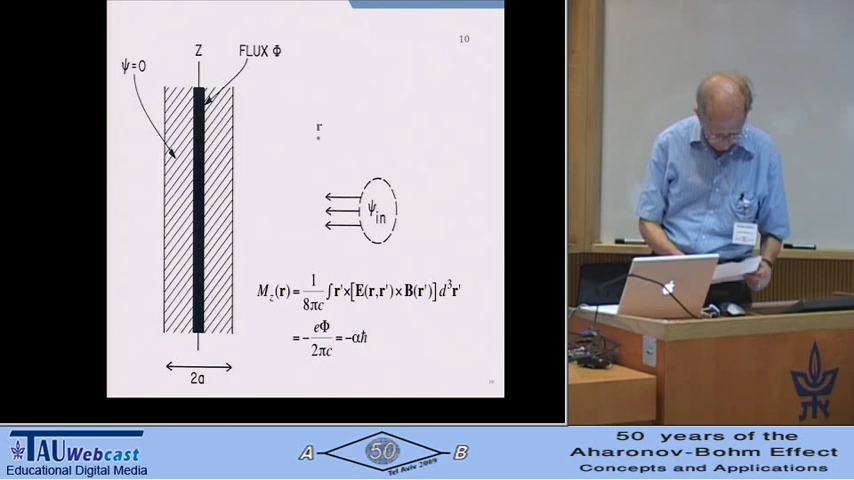 10
Z
FLUX Φ
ψ=0
r
ψin
M_z(r) = 1/8πc ∫ r'×[E(r,r')×B(r')] d³r'
= − eΦ/2πc = −αħ
2a
TAU Webcast
Educational Digital Media
A 50 B
Tel Aviv 2009
50 years of the
Aharonov-Bohm Effect
Concepts and Applications